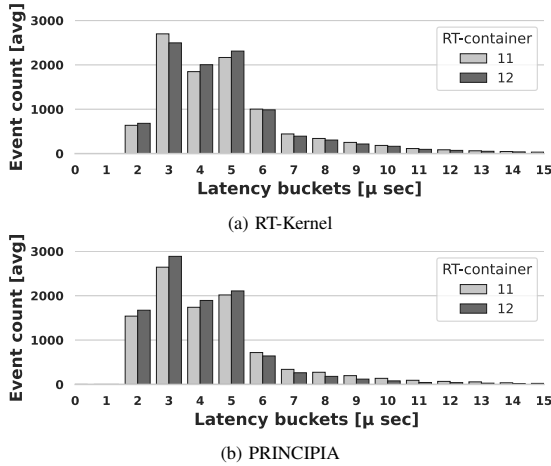 3000
RT-container
11
12
2000
1000
0
Event count [avg]
0 1 2 3 4 5 6 7 8 9 10 11 12 13 14 15
Latency buckets [μ sec]
(a) RT-Kernel
3000
RT-container
11
12
2000
1000
0
Event count [avg]
0 1 2 3 4 5 6 7 8 9 10 11 12 13 14 15
Latency buckets [μ sec]
(b) PRINCIPIA